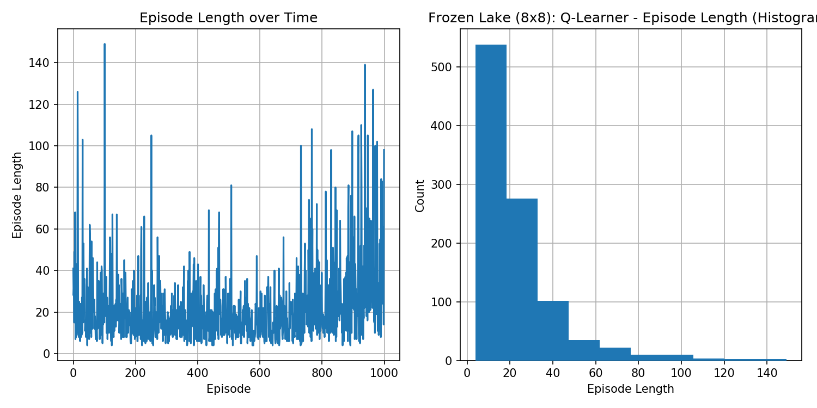 Episode Length over Time
Episode Length
140
120
100
80
60
40
20
0
0 200 400 600 800 1000
Episode
Frozen Lake (8x8): Q-Learner - Episode Length (Histogra
Count
500
400
300
200
100
0
0 20 40 60 80 100 120 140
Episode Length